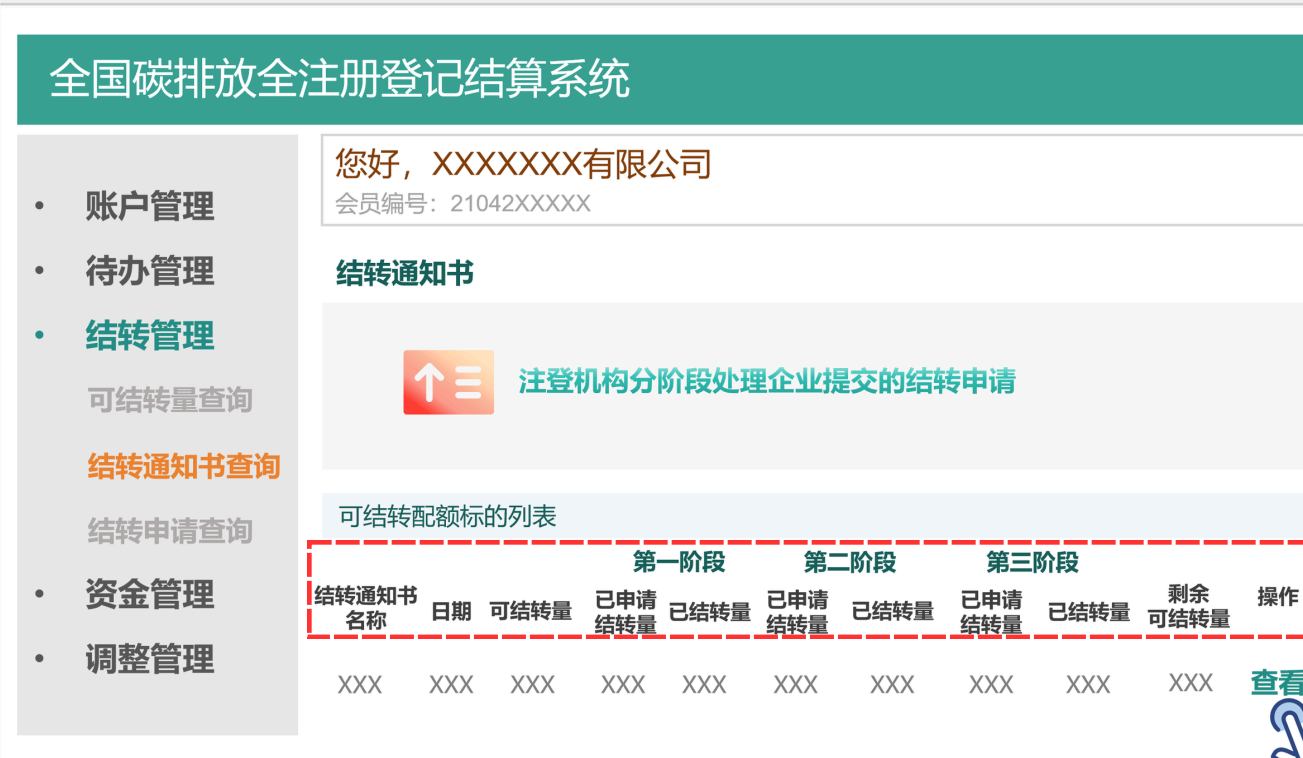 全国碳排放全注册登记结算系统
您好，XXXXXXX有限公司
会员编号：21042XXXXX
• 账户管理
• 待办管理
• 结转管理
可结转量查询
结转通知书查询
结转申请查询
• 资金管理
• 调整管理
结转通知书
注登机构分阶段处理企业提交的结转申请
可结转配额标的列表
第一阶段 第二阶段 第三阶段
结转通知书名称 日期 可结转量 已申请结转量 已结转量 已申请结转量 已结转量 已申请结转量 已结转量 剩余可结转量 操作
XXX XXX XXX XXX XXX XXX XXX XXX XXX XXX 查看